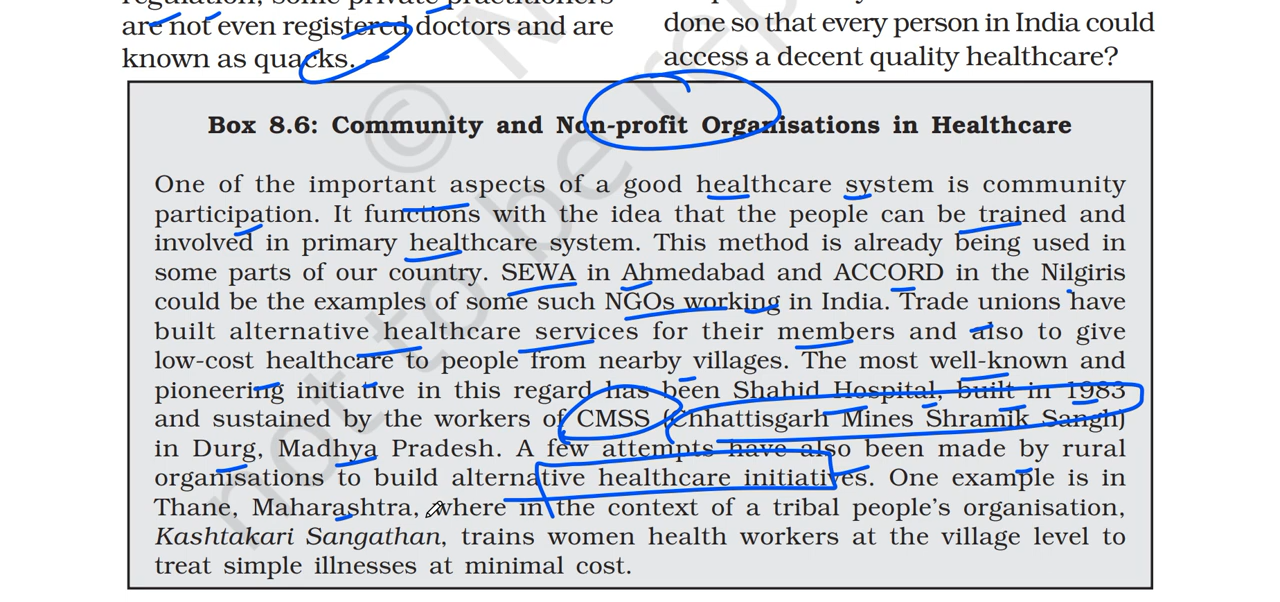 regulation, some private practitioners
are not even registered doctors and are
known as quacks.
done so that every person in India could
access a decent quality healthcare?
Box 8.6: Community and Non-profit Organisations in Healthcare
One of the important aspects of a good healthcare system is community
participation. It functions with the idea that the people can be trained and
involved in primary healthcare system. This method is already being used in
some parts of our country. SEWA in Ahmedabad and ACCORD in the Nilgiris
could be the examples of some such NGOs working in India. Trade unions have
built alternative healthcare services for their members and also to give
low-cost healthcare to people from nearby villages. The most well-known and
pioneering initiative in this regard has been Shahid Hospital, built in 1983
and sustained by the workers of CMSS (Chhattisgarh Mines Shramik Sangh)
in Durg, Madhya Pradesh. A few attempts have also been made by rural
organisations to build alternative healthcare initiatives. One example is in
Thane, Maharashtra, where in the context of a tribal people's organisation,
Kashtakari Sangathan, trains women health workers at the village level to
treat simple illnesses at minimal cost.
© N
not to be rep